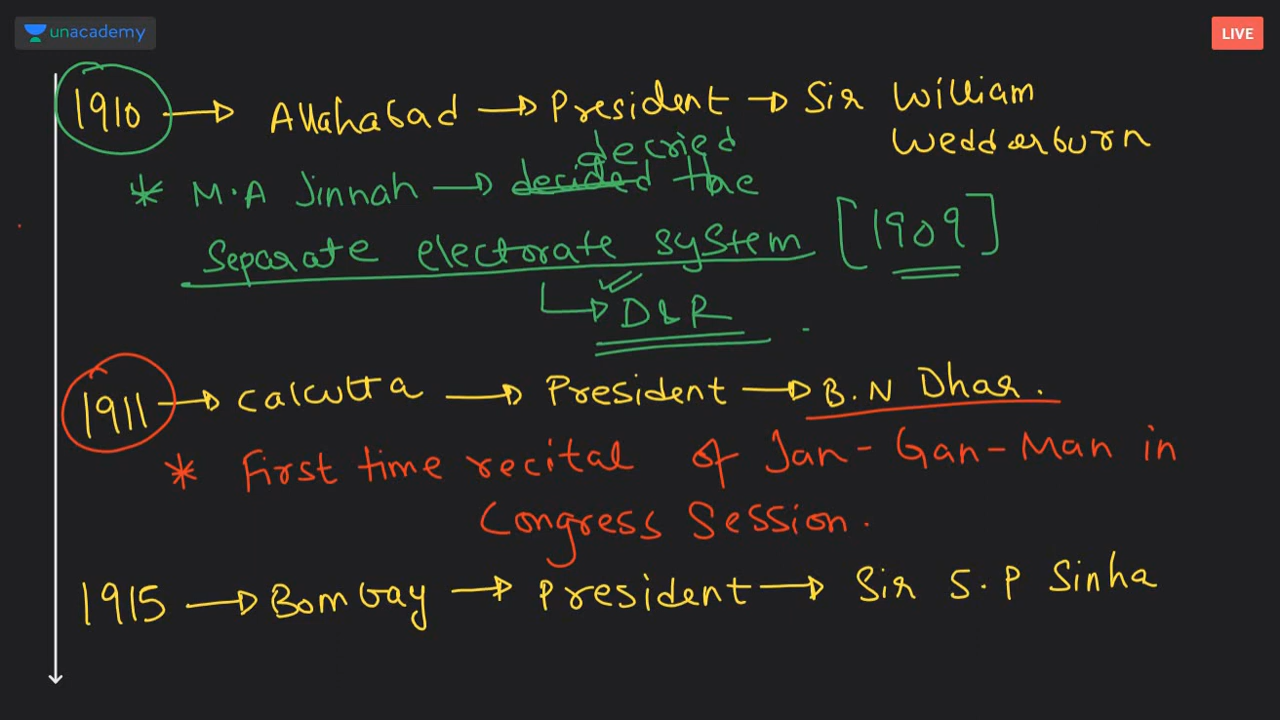 unacademy
LIVE
1910 → Allahabad → President → Sir William
Wedderburn
decried
* M.A Jinnah → decided the
Separate electorate system [1909]
→ D&R
1911 → Calcutta → President → B.N Dhar.
* First time recital of Jan-Gan-Man in
Congress Session.
1915 → Bombay → President → Sir S.P Sinha